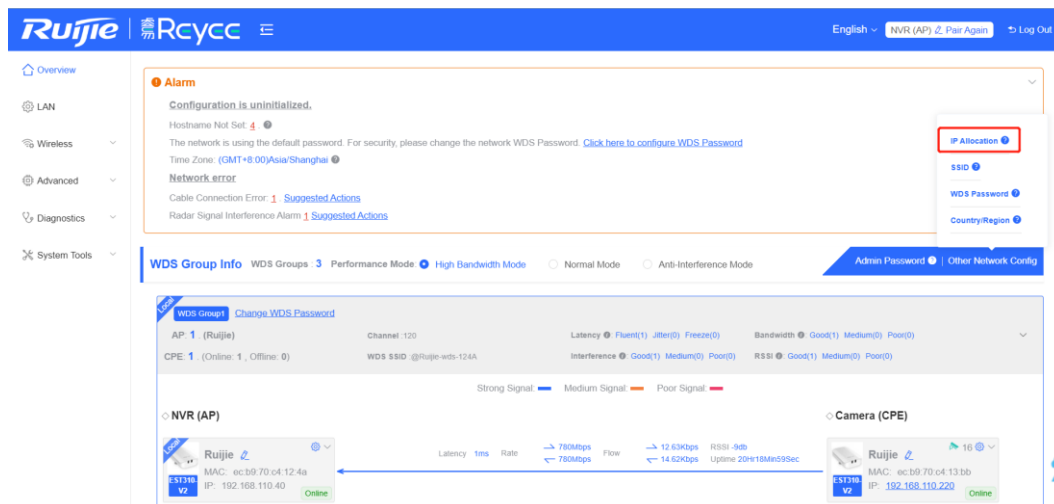 Ruijie | 睿易 Reyee English NVR (AP) Pair Again Log Out
Overview
LAN
Wireless
Advanced
Diagnostics
System Tools
Alarm
Configuration is uninitialized.
Hostname Not Set: 4
The network is using the default password. For security, please change the network WDS Password. Click here to configure WDS Password
Time Zone: (GMT+8:00)Asia/Shanghai
Network error
Cable Connection Error: 1 . Suggested Actions
Radar Signal Interference Alarm 1 Suggested Actions
IP Allocation
SSID
WDS Password
Country/Region
Admin Password | Other Network Config
WDS Group Info WDS Groups : 3 Performance Mode: High Bandwidth Mode Normal Mode Anti-Interference Mode
Local
WDS Group1 Change WDS Password
AP: 1 . (Ruijie) Channel :120 Latency Fluent(1) Jitter(0) Freeze(0) Bandwidth : Good(1) Medium(0) Poor(0)
CPE: 1 . (Online: 1 , Offline: 0) WDS SSID :@Ruijie-wds-124A Interference : Good(1) Medium(0) Poor(0) RSSI : Good(1) Medium(0) Poor(0)
Strong Signal: Medium Signal: Poor Signal:
NVR (AP) Camera (CPE)
Local
Ruijie
MAC: ec:b9:70:c4:12:4a
IP: 192.168.110.40
EST310-V2
Online
Latency 1ms Rate 780Mbps 780Mbps Flow 12.63Kbps 14.62Kbps RSSI -9db Uptime 20Hr18Min59Sec
Ruijie 16
MAC: ec:b9:70:c4:13:bb
IP: 192.168.110.220
EST310-V2
Online